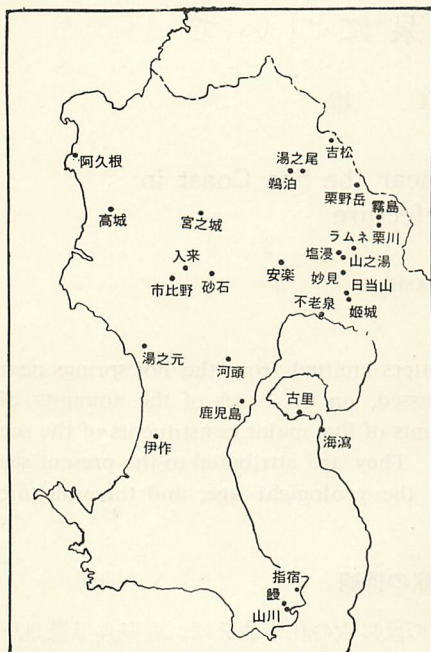 吉松
湯之尾
阿久根
鵜泊
栗野岳
霧島
高城
宮之城
ラムネ
栗川
塩浸
山之湯
入来
安楽
妙見
市比野
砂石
日当山
不老泉
姫城
湯之元
河頭
古里
鹿児島
海瀉
伊作
指宿
鰻
山川